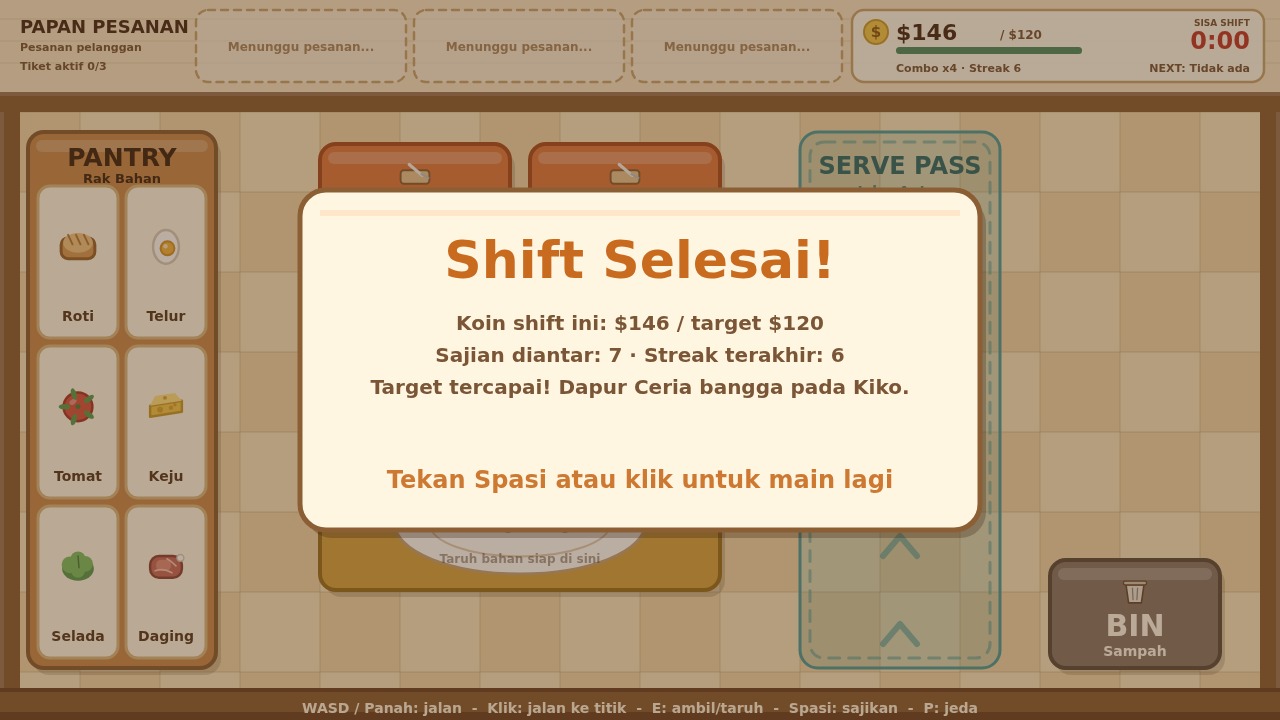 PAPAN PESANAN
Pesanan pelanggan
Tiket aktif 0/3
Menunggu pesanan...
Menunggu pesanan...
Menunggu pesanan...
$
$146
/ $120
SISA SHIFT
0:00
Combo x4 · Streak 6
NEXT: Tidak ada
PANTRY
Rak Bahan
Roti
Telur
Tomat
Keju
Selada
Daging
SERVE PASS
Shift Selesai!
Koin shift ini: $146 / target $120
Sajian diantar: 7 · Streak terakhir: 6
Target tercapai! Dapur Ceria bangga pada Kiko.
Tekan Spasi atau klik untuk main lagi
Taruh bahan siap di sini
BIN
Sampah
WASD / Panah: jalan - Klik: jalan ke titik - E: ambil/taruh - Spasi: sajikan - P: jeda